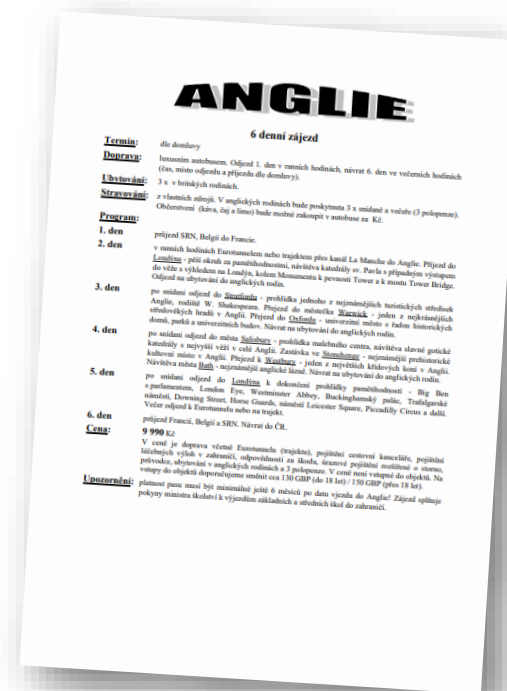 ANGLIE
6 denní zájezd
Termín: dle domluvy
Doprava: luxusním autobusem. Odjezd 1. den v ranních hodinách, návrat 6. den ve večerních hodinách
(čas, místo odjezdu a příjezdu dle domluvy).
Ubytování: 3 x v britských rodinách.
Stravování: z vlastních zdrojů. V anglických rodinách bude poskytnuta 3 x snídaně a večeře (3 polopenze).
Občerstvení (káva, čaj a limo) bude možné zakoupit v autobuse za Kč.
Program:
1. den průjezd SRN, Belgií do Francie.
2. den v ranních hodinách Eurotunnelem nebo trajektem přes kanál La Manche do Anglie. Příjezd do
Londýna - pěší okruh za pamětihodnostmi, návštěva katedrály sv. Pavla s případným výstupem
do věže s výhledem na Londýn, kolem Monumentu k pevnosti Tower a k mostu Tower Bridge.
Odjezd na ubytování do anglických rodin.
3. den po snídani odjezd do Stratfordu - prohlídka jednoho z nejznámějších turistických středisek
Anglie, rodiště W. Shakespeara. Přejezd do městečka Warwick - jeden z nejkrásnějších
středověkých hradů v Anglii. Přejezd do Oxfordu - univerzitní město s řadou historických
domů, parků a univerzitních budov. Návrat na ubytování do anglických rodin.
4. den po snídani odjezd do města Salisbury - prohlídka malebného centra, návštěva slavné gotické
katedrály s nejvyšší věží v celé Anglii. Zastávka ve Stonehenge - nejznámější prehistorické
kultovní místo v Anglii. Přejezd k Westbury - jeden z největších křídových koní v Anglii.
Návštěva města Bath - nejznámější anglické lázně. Návrat na ubytování do anglických rodin.
5. den po snídani odjezd do Londýna k dokončení prohlídky pamětihodností - Big Ben
s parlamentem, London Eye, Westminster Abbey, Buckinghamský palác, Trafalgarské
náměstí, Downing Street, Horse Guards, náměstí Leicester Square, Piccadilly Circus a další.
Večer odjezd k Eurotunnelu nebo na trajekt.
6. den průjezd Francií, Belgií a SRN. Návrat do ČR.
Cena: 9 990 Kč
V ceně je doprava včetně Eurotunnelu (trajektu), pojištění cestovní kanceláře, pojištění
léčebných výloh v zahraničí, odpovědnosti za škodu, úrazové pojištění rozšířené o storno,
průvodce, ubytování v anglických rodinách a 3 polopenze. V ceně není vstupné do objektů. Na
vstupy do objektů doporučujeme směnit cca 130 GBP (do 18 let) / 150 GBP (přes 18 let).
Upozornění: platnost pasu musí být minimálně ještě 6 měsíců po datu vjezdu do Anglie! Zájezd splňuje
pokyny ministra školství k výjezdům základních a středních škol do zahraničí.